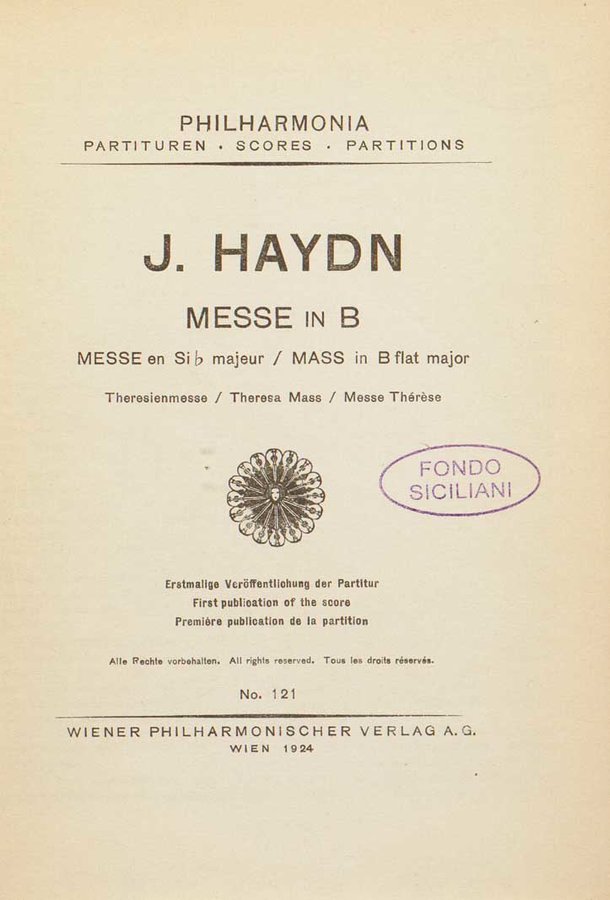 PHILHARMONIA
PARTITUREN • SCORES • PARTITIONS
J. HAYDN
MESSE IN B
MESSE en Si♭ majeur / MASS in B flat major
Theresienmesse / Theresa Mass / Messe Thérèse
FONDO
SICILIANI
Erstmalige Veröffentlichung der Partitur
First publication of the score
Première publication de la partition
Alle Rechte vorbehalten. All rights reserved. Tous les droits réservés.
No. 121
WIENER PHILHARMONISCHER VERLAG A.G.
WIEN 1924